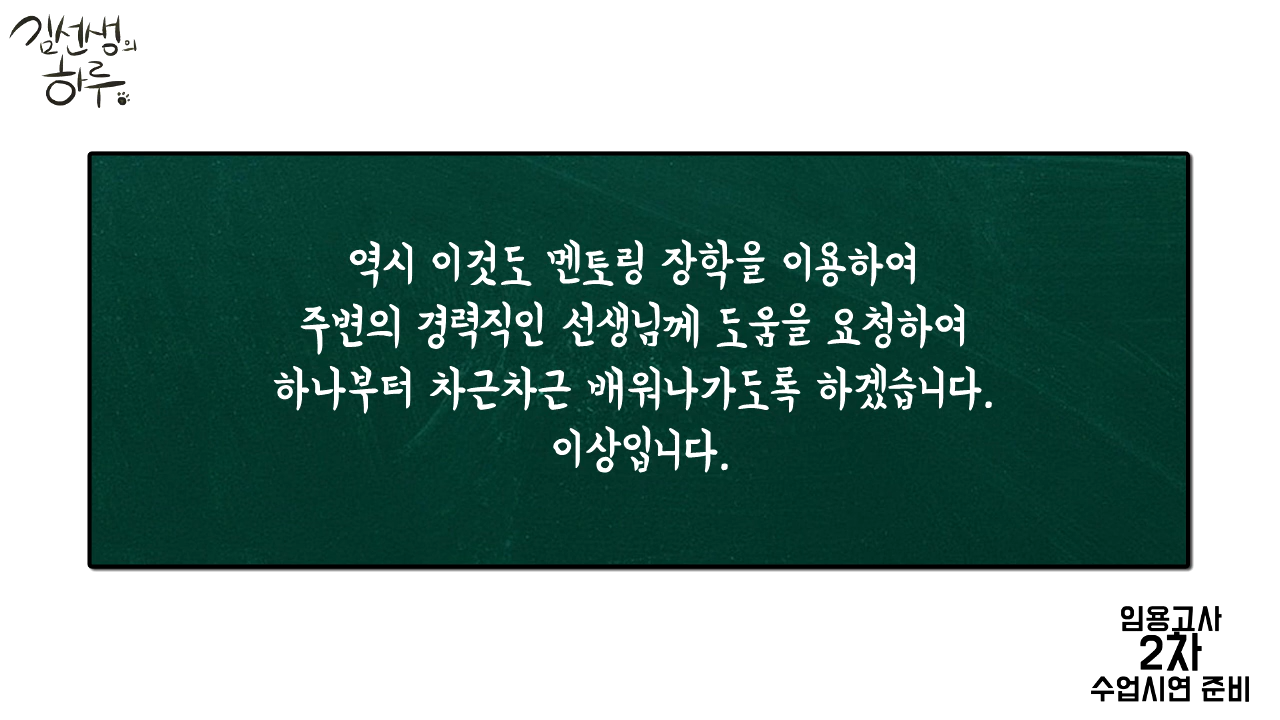 김선생의
하루
역시 이것도 멘토링 장학을 이용하여
주변의 경력직인 선생님께 도움을 요청하여
하나부터 차근차근 배워나가도록 하겠습니다.
이상입니다.
임용고사
2차
수업시연 준비